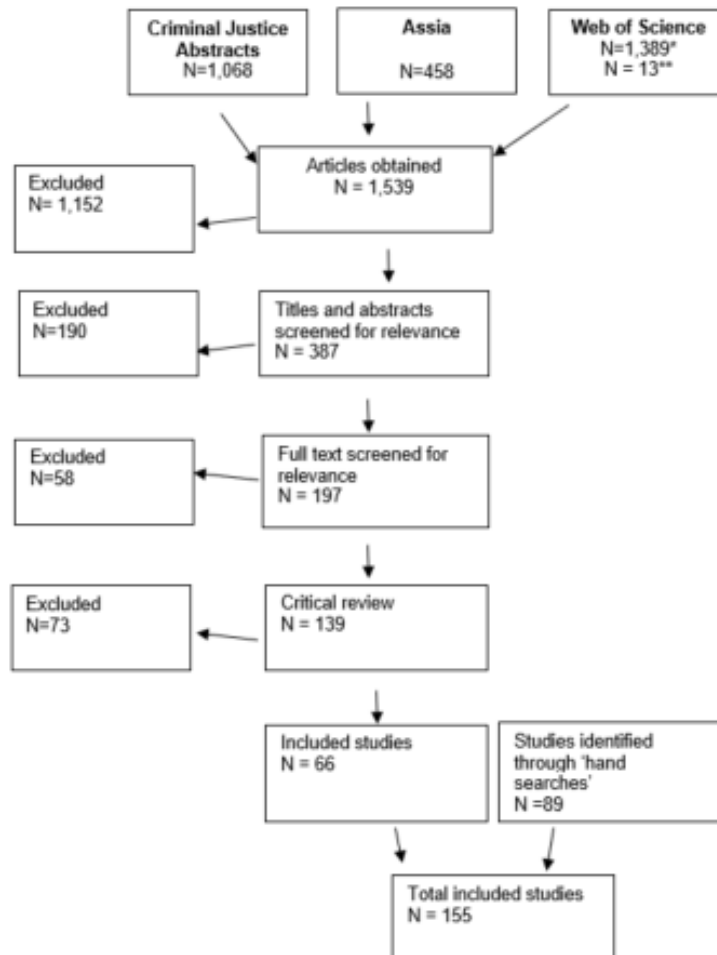 Criminal Justice
Abstracts
N=1,068
Assia
N=458
Web of Science
N=1,389*
N = 13**
Articles obtained
N = 1,539
Excluded
N= 1,152
Titles and abstracts
screened for relevance
N = 387
Excluded
N=190
Full text screened for
relevance
N = 197
Excluded
N=58
Critical review
N = 139
Excluded
N=73
Included studies
N = 66
Studies identified
through ‘hand
searches’
N =89
Total included studies
N = 155